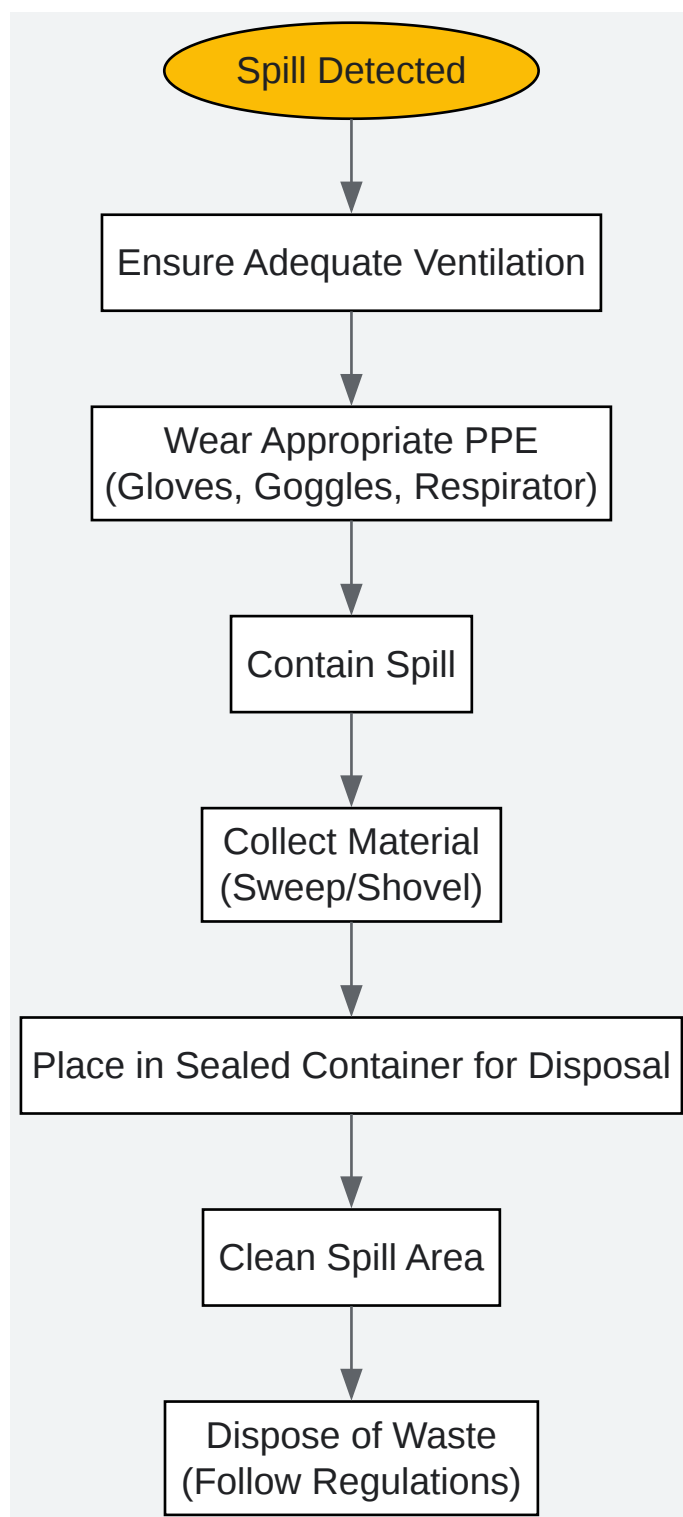 Spill Detected
Ensure Adequate Ventilation
Wear Appropriate PPE
(Gloves, Goggles, Respirator)
Contain Spill
Collect Material
(Sweep/Shovel)
Place in Sealed Container for Disposal
Clean Spill Area
Dispose of Waste
(Follow Regulations)